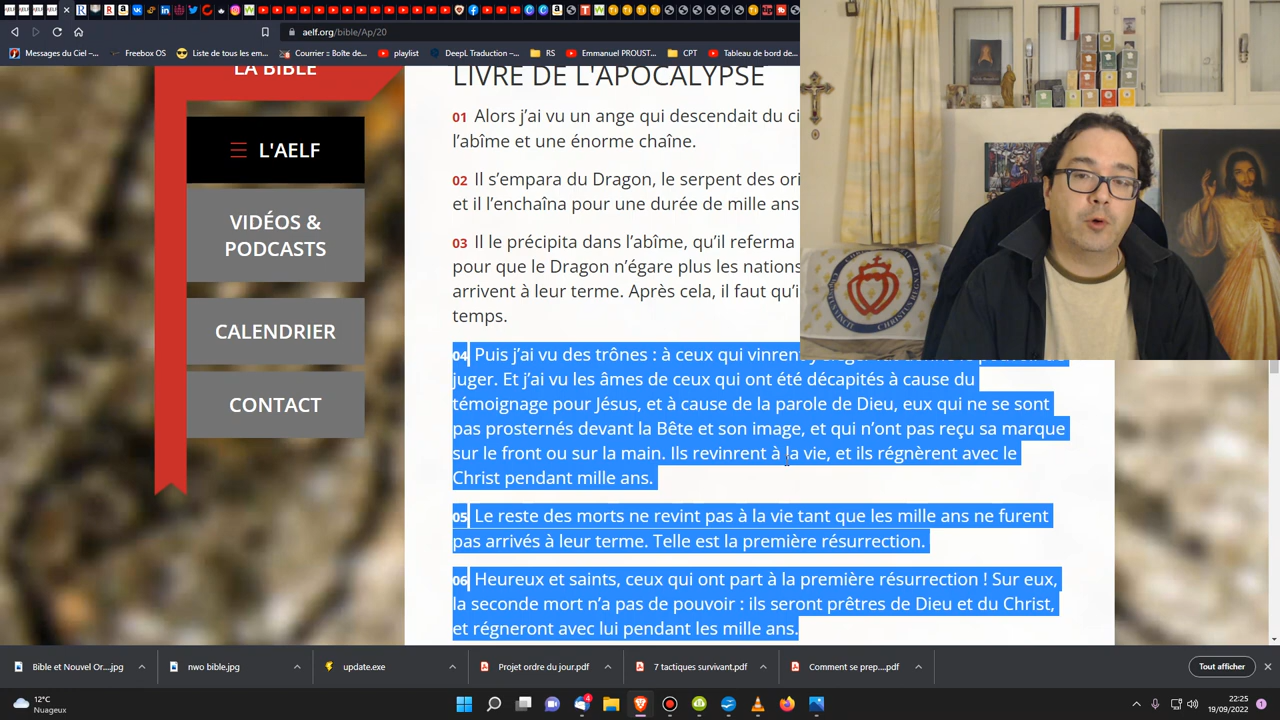 aelf.org/bible/Ap/20
Messages du Ciel –...
Freebox OS
Liste de tous les...
Courrier :: Boîte de...
playlist
DeepL Traduction –...
RS
Emmanuel PROUST...
CPT
Tableau de bord de...
LA BIBLE
L'AELF
VIDÉOS &
PODCASTS
CALENDRIER
CONTACT
LIVRE DE L'APOCALYPSE
01 Alors j’ai vu un ange qui descendait du ci
l’abîme et une énorme chaîne.
02 Il s’empara du Dragon, le serpent des ori
et il l’enchaîna pour une durée de mille ans
03 Il le précipita dans l’abîme, qu’il referma
pour que le Dragon n’égare plus les nations
arrivent à leur terme. Après cela, il faut qu’i
temps.
04 Puis j’ai vu des trônes : à ceux qui vinrent
juger. Et j’ai vu les âmes de ceux qui ont été décapités à cause du
témoignage pour Jésus, et à cause de la parole de Dieu, eux qui ne se sont
pas prosternés devant la Bête et son image, et qui n’ont pas reçu sa marque
sur le front ou sur la main. Ils revinrent à la vie, et ils régnèrent avec le
Christ pendant mille ans.
05 Le reste des morts ne revint pas à la vie tant que les mille ans ne furent
pas arrivés à leur terme. Telle est la première résurrection.
06 Heureux et saints, ceux qui ont part à la première résurrection ! Sur eux,
la seconde mort n’a pas de pouvoir : ils seront prêtres de Dieu et du Christ,
et régneront avec lui pendant les mille ans.
Bible et Nouvel Or....jpg
nwo bible.jpg
update.exe
Projet ordre du jour.pdf
7 tactiques survivant.pdf
Comment se prep....pdf
Tout afficher
12°C
Nuageux
22:25
19/09/2022